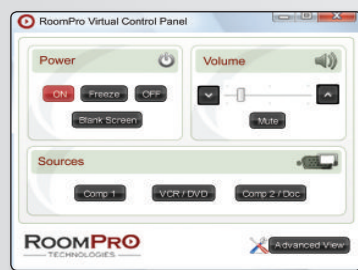 RoomPro Virtual Control Panel
Power
Volume
ON Freeze OFF
Blank Screen
Mute
Sources
Comp 1 VCR / DVD Comp 2 / Doc
ROOMPRO
TECHNOLOGIES
Advanced View